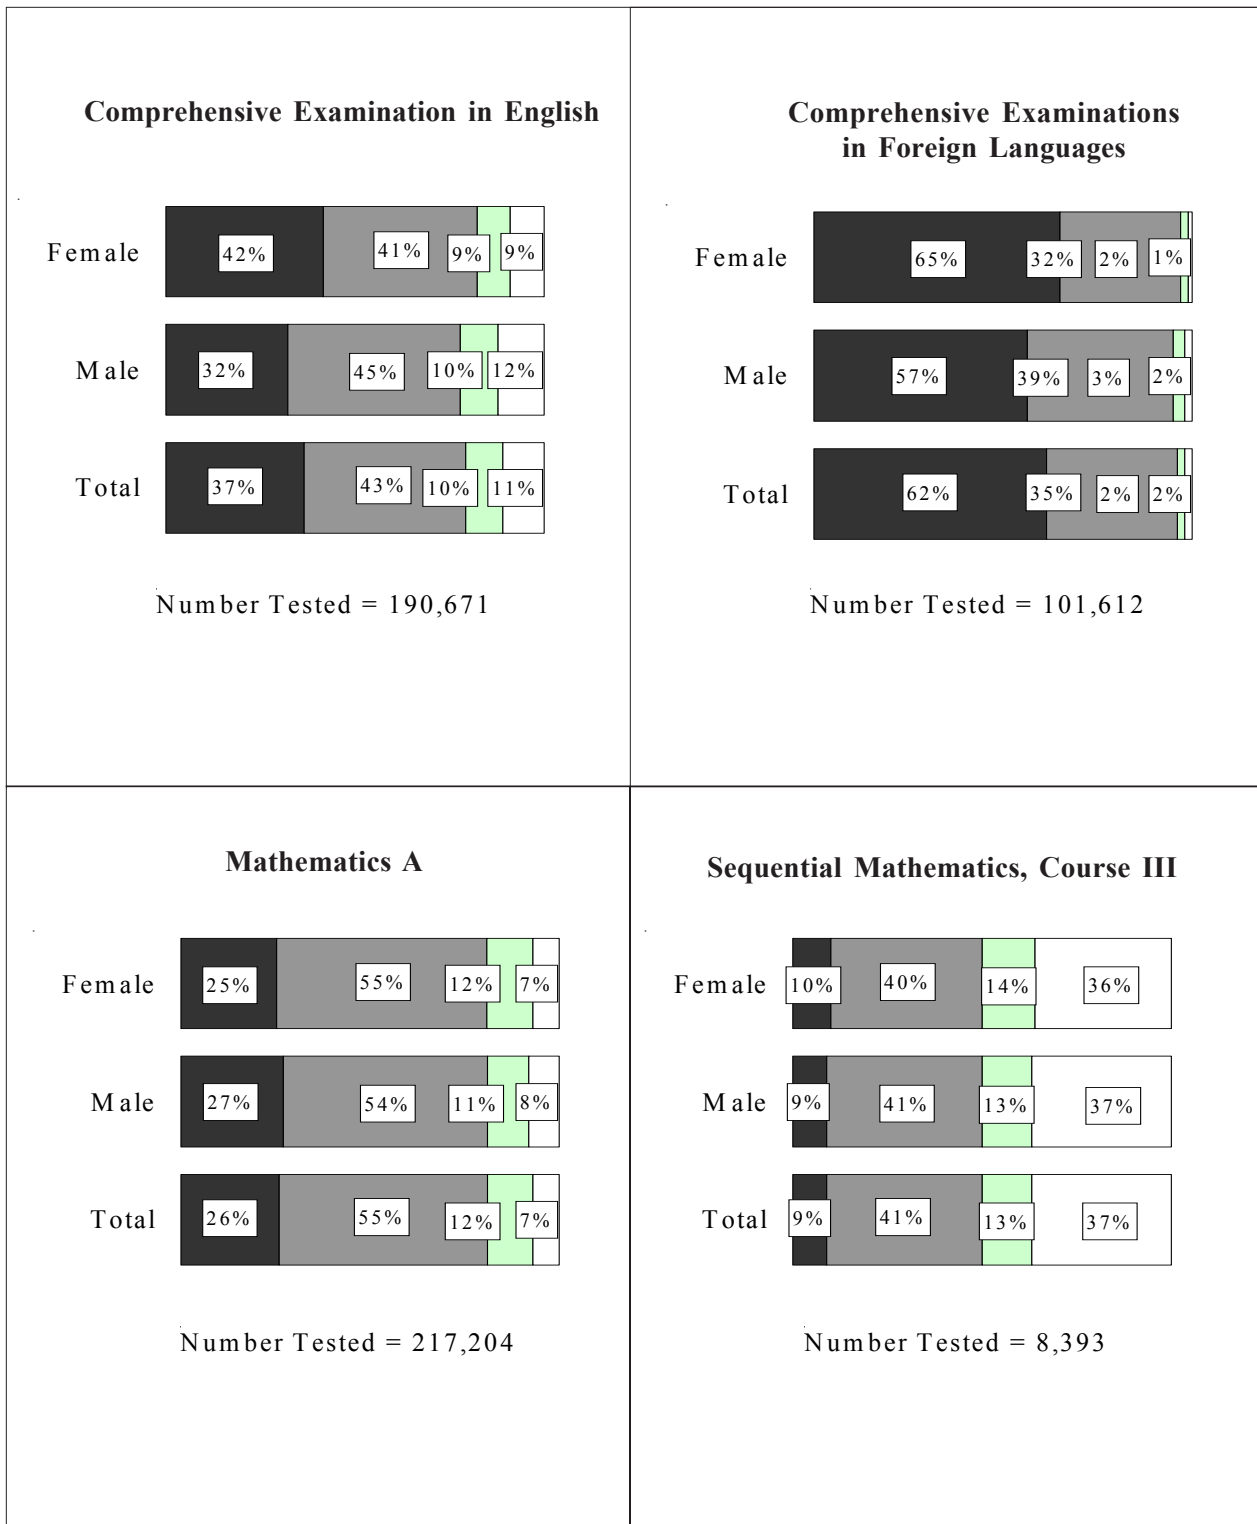 Comprehensive Examination in English
Female 42% 41% 9% 9%
Male 32% 45% 10% 12%
Total 37% 43% 10% 11%
Number Tested = 190,671
Comprehensive Examinations
in Foreign Languages
Female 65% 32% 2% 1%
Male 57% 39% 3% 2%
Total 62% 35% 2% 2%
Number Tested = 101,612
Mathematics A
Female 25% 55% 12% 7%
Male 27% 54% 11% 8%
Total 26% 55% 12% 7%
Number Tested = 217,204
Sequential Mathematics, Course III
Female 10% 40% 14% 36%
Male 9% 41% 13% 37%
Total 9% 41% 13% 37%
Number Tested = 8,393